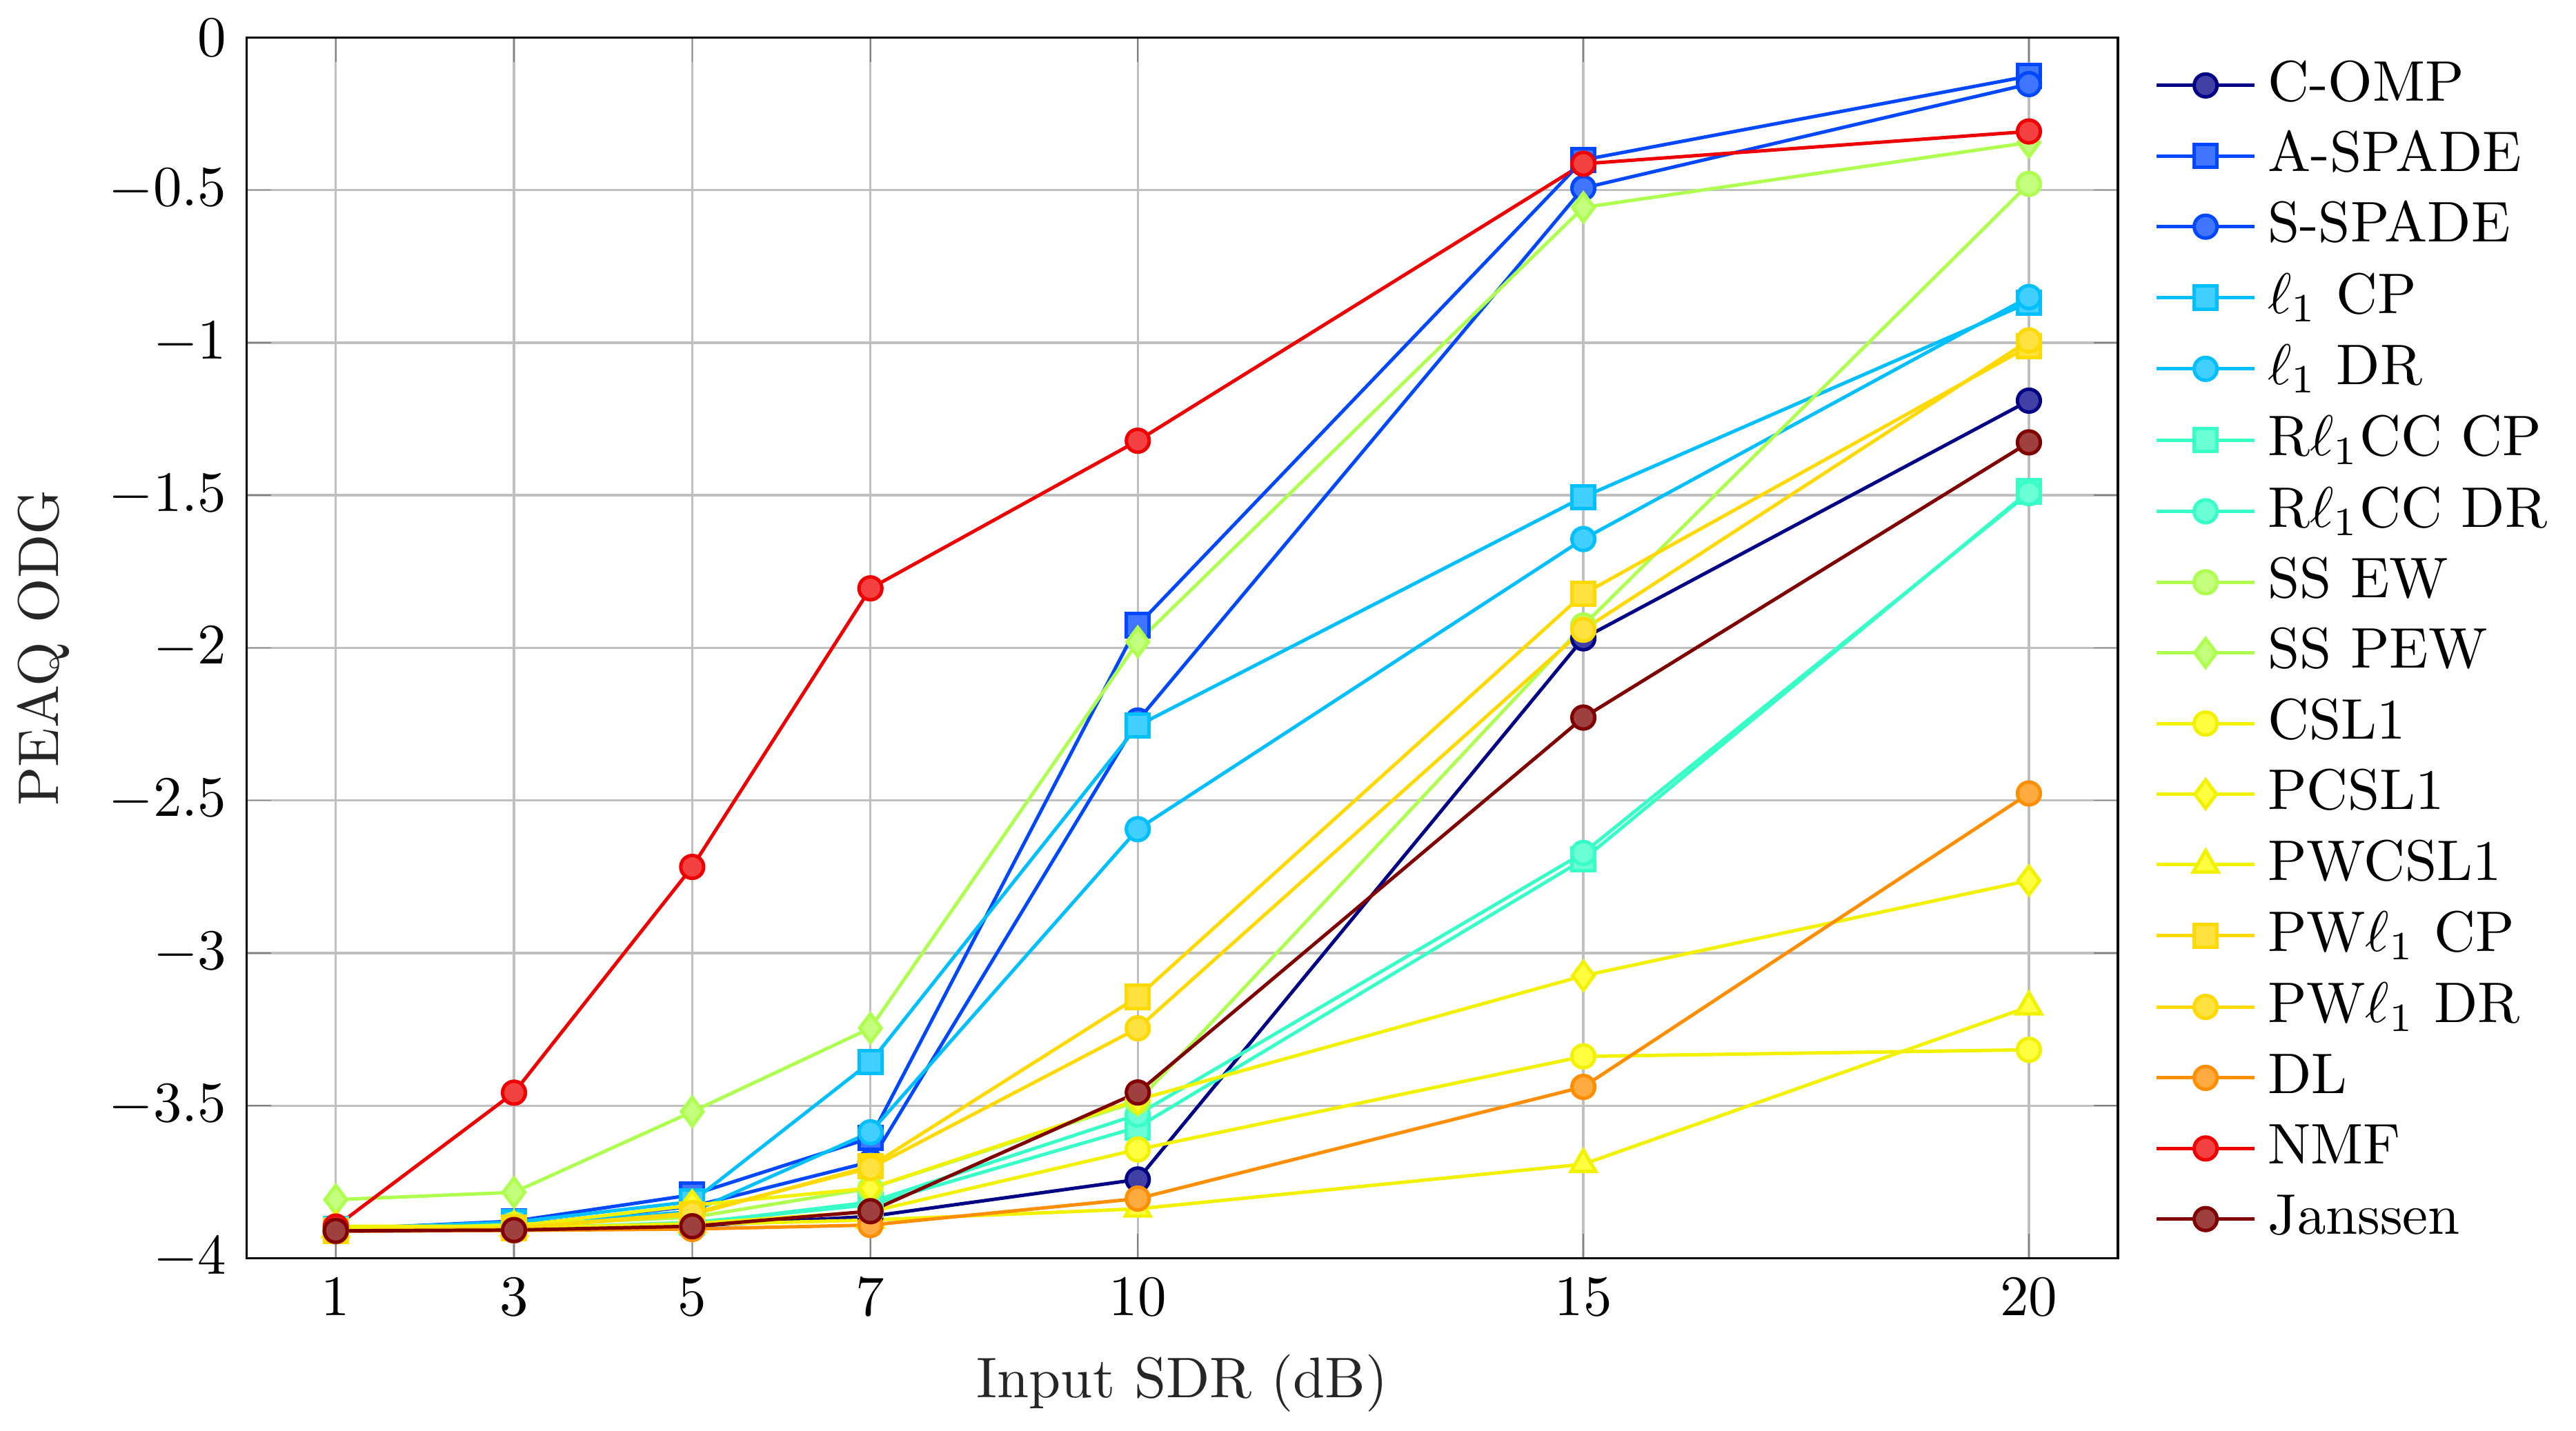 0
−0.5
−1
−1.5
−2
−2.5
−3
−3.5
−4
PEAQ ODG
1 3 5 7 10 15 20
Input SDR (dB)
C-OMP
A-SPADE
S-SPADE
ℓ₁ CP
ℓ₁ DR
Rℓ₁CC CP
Rℓ₁CC DR
SS EW
SS PEW
CSL1
PCSL1
PWCSL1
PWℓ₁ CP
PWℓ₁ DR
DL
NMF
Janssen